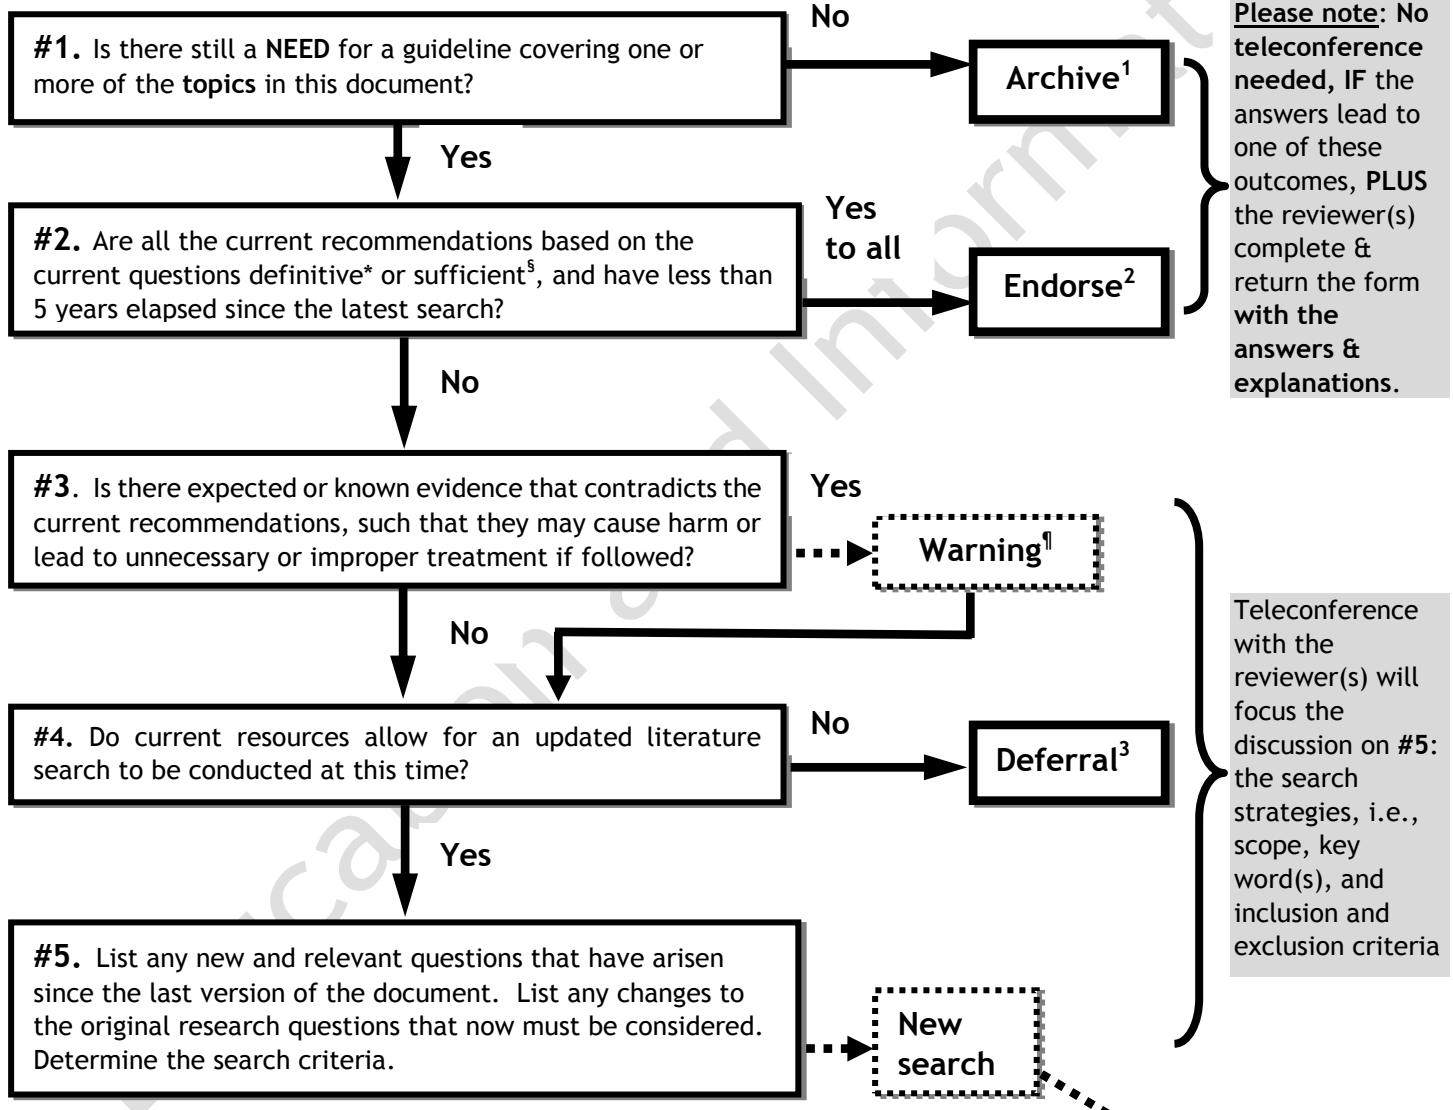 #1. Is there still a NEED for a guideline covering one or
more of the topics in this document?
No
Archive¹
Please note: No
teleconference
needed, IF the
answers lead to
one of these
outcomes, PLUS
the reviewer(s)
complete &
return the form
with the
answers &
explanations.
Yes
#2. Are all the current recommendations based on the
current questions definitive* or sufficient§, and have less than
5 years elapsed since the latest search?
Yes
to all
Endorse²
No
#3. Is there expected or known evidence that contradicts the
current recommendations, such that they may cause harm or
lead to unnecessary or improper treatment if followed?
Yes
Warning¶
No
#4. Do current resources allow for an updated literature
search to be conducted at this time?
No
Deferral³
Teleconference
with the
reviewer(s) will
focus the
discussion on #5:
the search
strategies, i.e.,
scope, key
word(s), and
inclusion and
exclusion criteria
Yes
#5. List any new and relevant questions that have arisen
since the last version of the document. List any changes to
the original research questions that now must be considered.
Determine the search criteria.
New
search